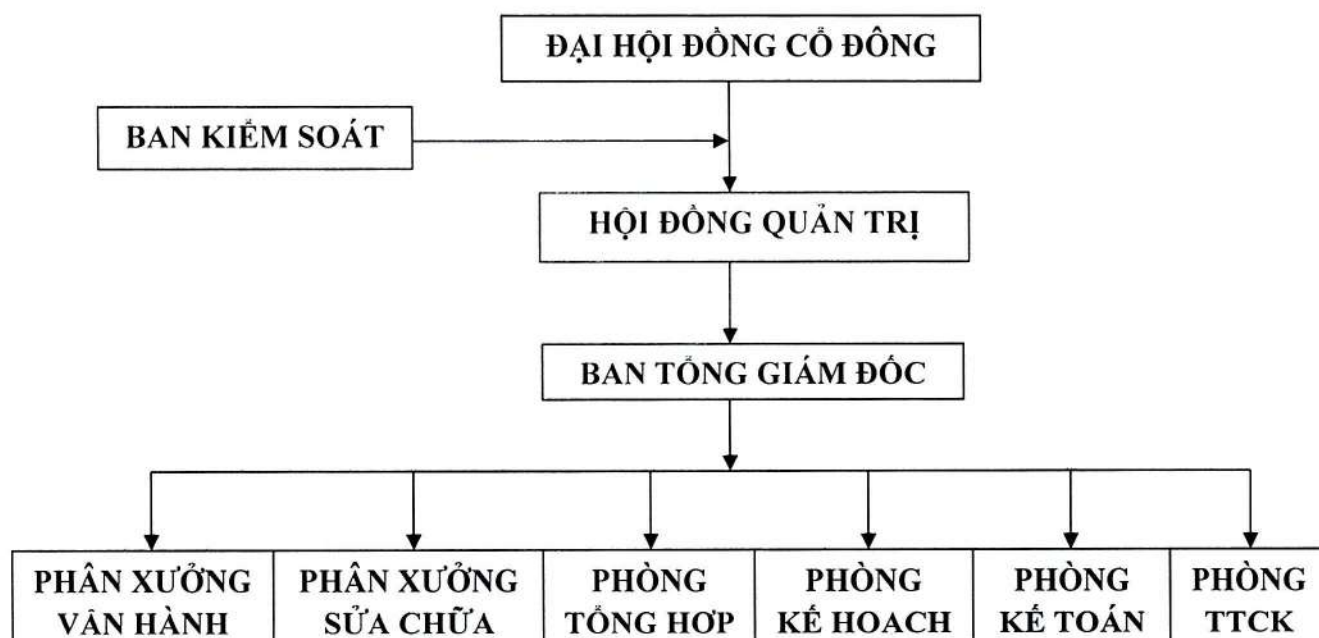 ĐẠI HỘI ĐỒNG CỔ ĐÔNG
BAN KIỂM SOÁT
HỘI ĐỒNG QUẢN TRỊ
BAN TỔNG GIÁM ĐỐC
PHÂN XƯỞNG
VẬN HÀNH
PHÂN XƯỞNG
SỬA CHỮA
PHÒNG
TỔNG HỢP
PHÒNG
KẾ HOẠCH
PHÒNG
KẾ TOÁN
PHÒNG
TTCK